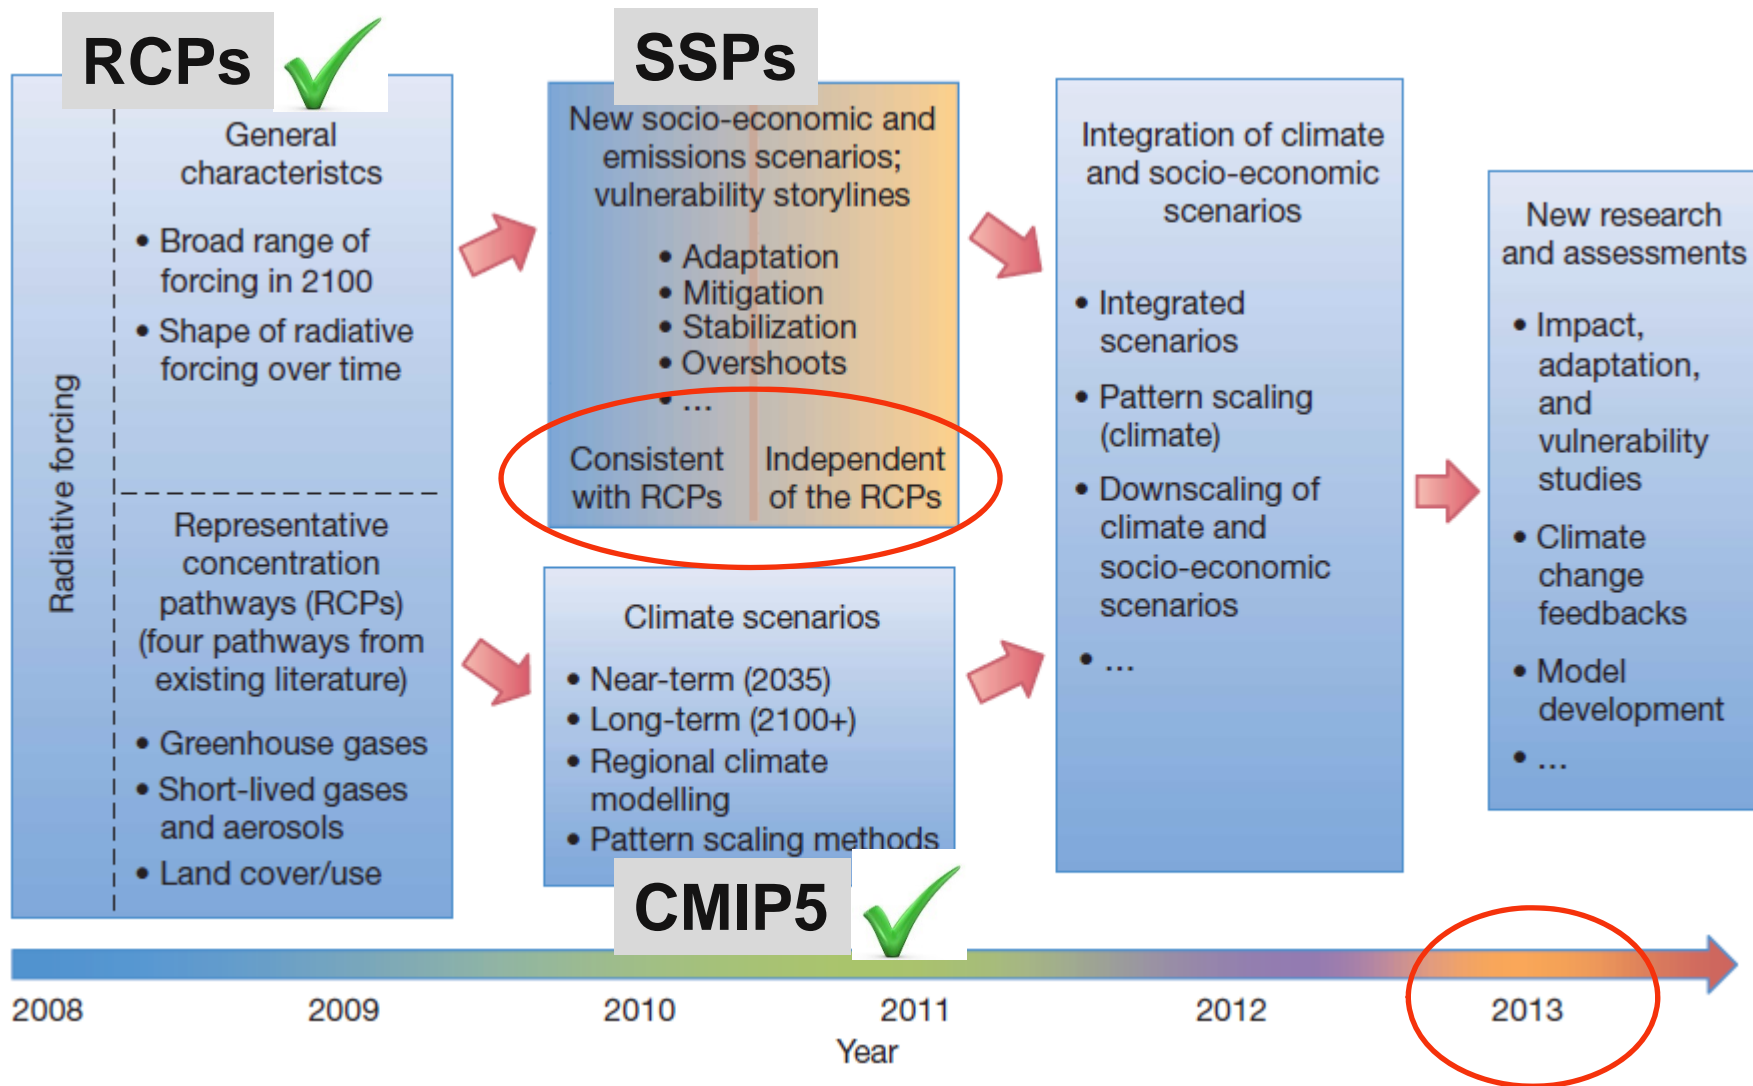 RCPs
General
characteristcs
• Broad range of
forcing in 2100
• Shape of radiative
forcing over time
Radiative forcing
Representative
concentration
pathways (RCPs)
(four pathways from
existing literature)
• Greenhouse gases
• Short-lived gases
and aerosols
• Land cover/use
SSPs
New socio-economic and
emissions scenarios;
vulnerability storylines
• Adaptation
• Mitigation
• Stabilization
• Overshoots
• ...
Consistent
with RCPs
Independent
of the RCPs
Climate scenarios
• Near-term (2035)
• Long-term (2100+)
• Regional climate
modelling
• Pattern scaling methods
CMIP5
Integration of climate
and socio-economic
scenarios
• Integrated
scenarios
• Pattern scaling
(climate)
• Downscaling of
climate and
socio-economic
scenarios
• ...
New research
and assessments
• Impact,
adaptation,
and
vulnerability
studies
• Climate
change
feedbacks
• Model
development
• ...
2008 2009 2010 2011 2012 2013
Year